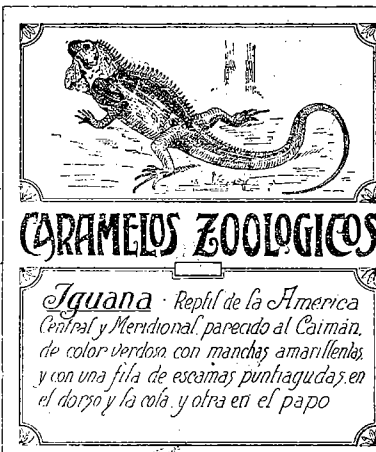 CARAMELOS ZOOLOGICOS
Iguana · Reptil de la America
Central y Meridional, parecido al Caimán,
de color verdoso con manchas amarillentas,
y con una fila de escamas puntiagudas, en
el dorso y la cola, y otra en el papo